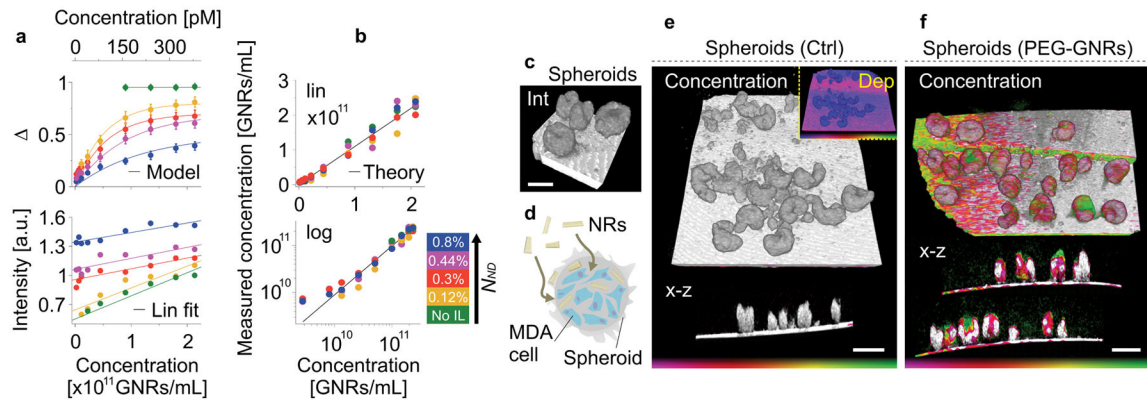 Concentration [pM]
0 150 300
a
1
0.5
0
Δ
Model
Intensity [a.u.]
1.6
1.3
1
0.7
Lin fit
0 1 2
Concentration
[x10¹¹GNRs/mL]
b
Measured concentration [GNRs/mL]
3
2
1
0
lin
x10¹¹
Theory
0 1 2
log
10¹¹
10¹⁰
10¹⁰ 10¹¹
Concentration
[GNRs/mL]
0.8%
0.44%
0.3%
0.12%
No IL
N_ND
c
Spheroids
Int
d
NRs
MDA
cell
Spheroid
e
Spheroids (Ctrl)
Concentration
Dep
x-z
f
Spheroids (PEG-GNRs)
Concentration
x-z